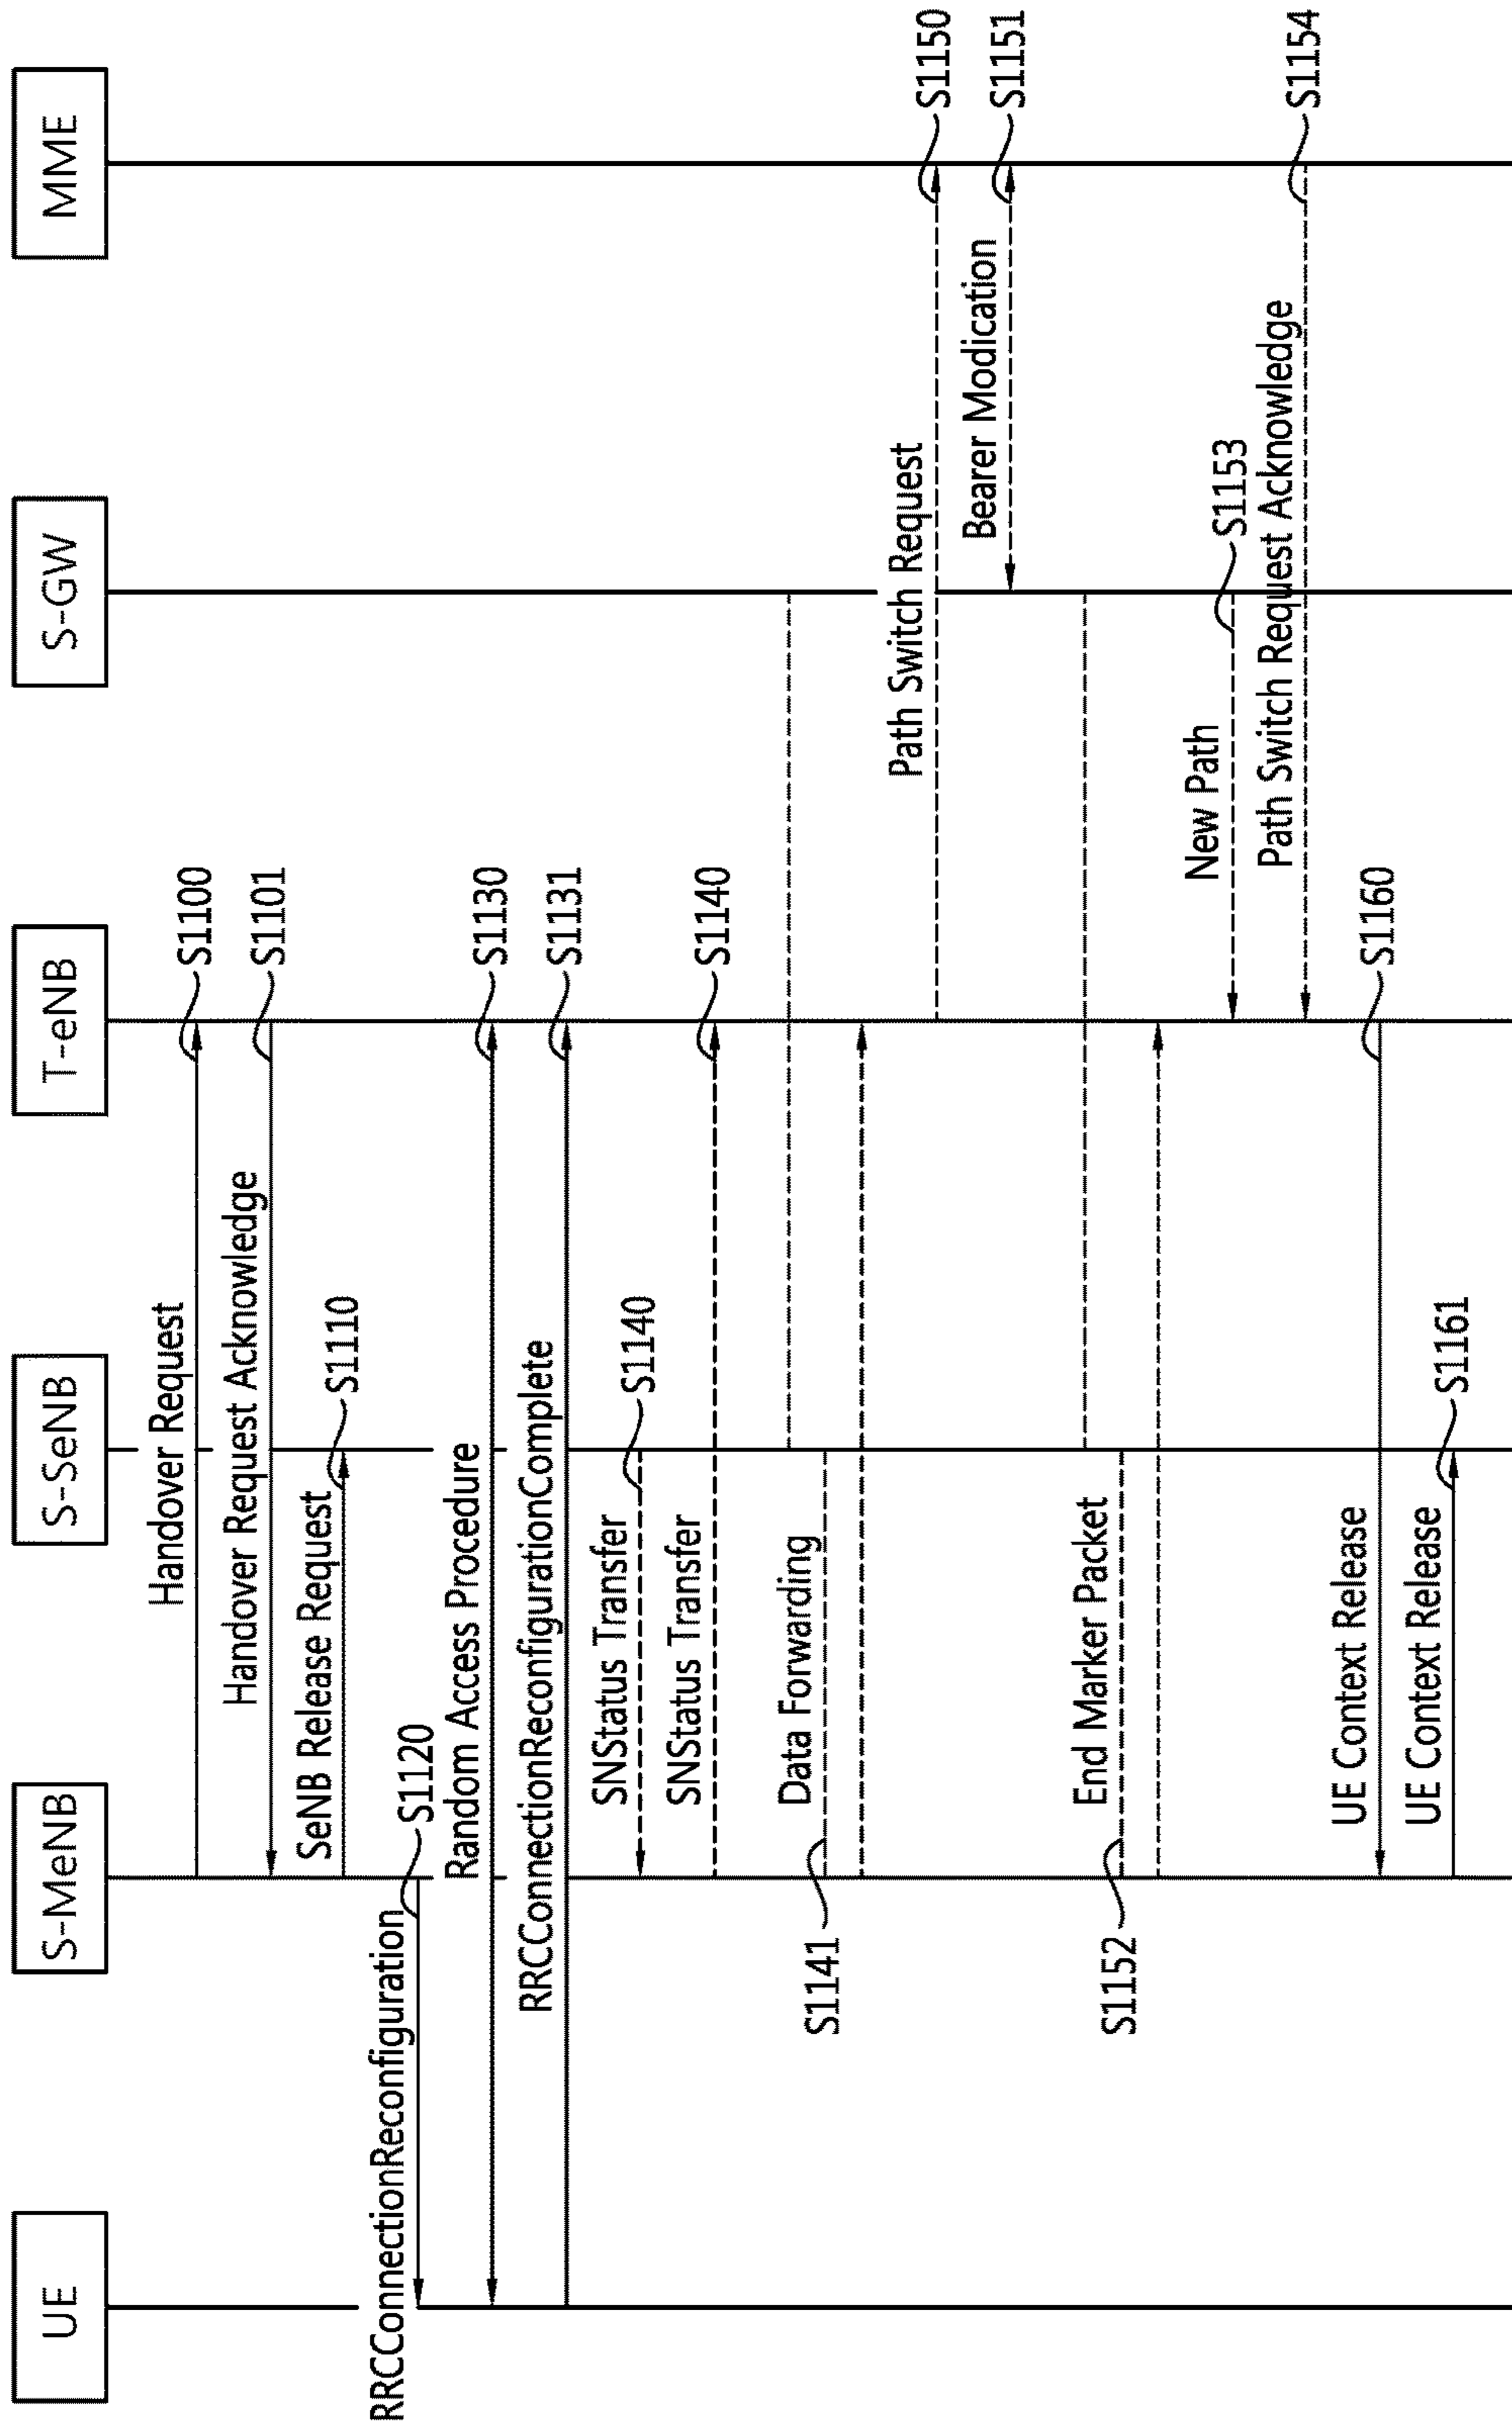 UE
S-MeNB
S-SeNB
T-eNB
S-GW
MME
Handover Request
S1100
Handover Request Acknowledge
S1101
SeNB Release Request
S1110
RRCConnectionReconfiguration
S1120
Random Access Procedure
S1130
RRCConnectionReconfigurationComplete
S1131
SNStatus Transfer
S1140
SNStatus Transfer
S1140
Data Forwarding
S1141
Path Switch Request
S1150
Bearer Modication
S1151
End Marker Packet
S1152
New Path
S1153
Path Switch Request Acknowledge
S1154
UE Context Release
S1160
UE Context Release
S1161